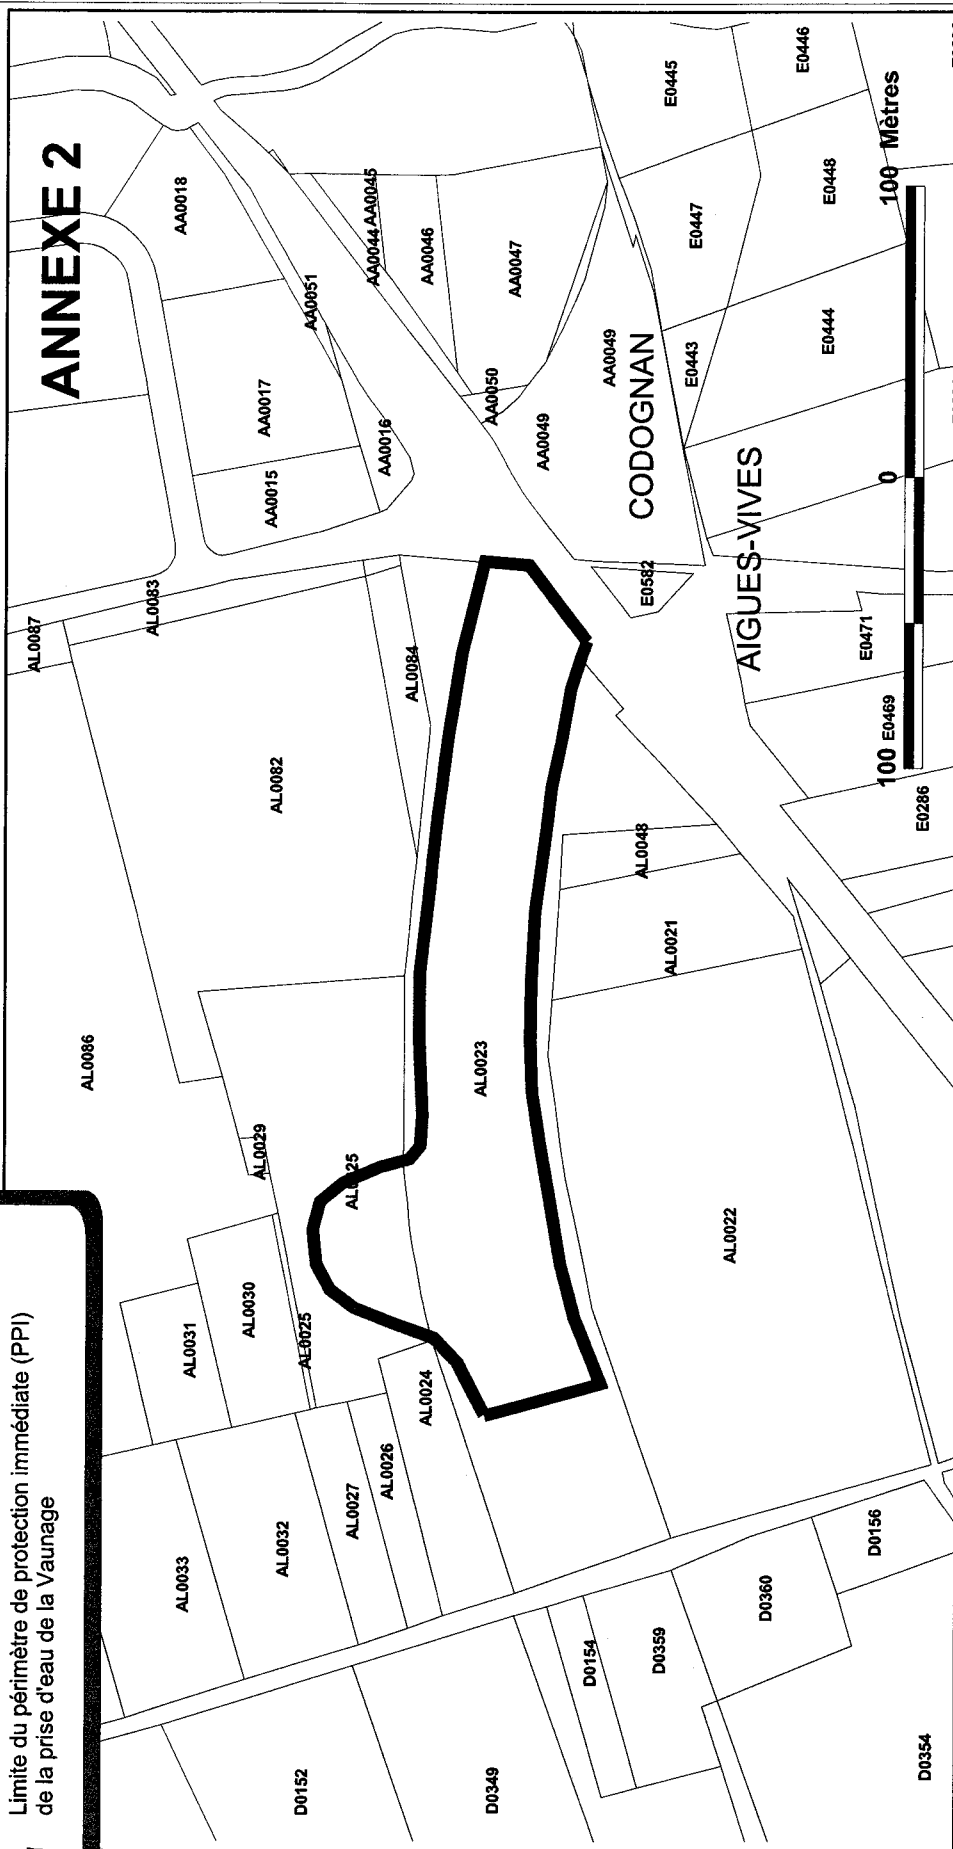 Limite du périmètre de protection immédiate (PPI)
de la prise d'eau de la Vaunage
ANNEXE 2
AL0087
AL0083
AA0018
AL0086
AL0082
AA0015
AA0017
AA0051
AA0044
AA0045
AA0016
AA0046
AL0033
AL0031
AL0030
AL0029
AL0025
AL0025
AL0084
AA0050
AA0047
AL0032
AL0027
AL0026
AL0024
AL0023
AA0049
AA0049
CODOGNAN
E0445
E0446
E0447
E0448
E0443
E0444
E0582
AIGUES-VIVES
AL0048
AL0021
AL0022
D0152
D0349
D0154
D0359
D0360
D0156
D0354
E0471
E0469
E0286
100
0
100 Mètres